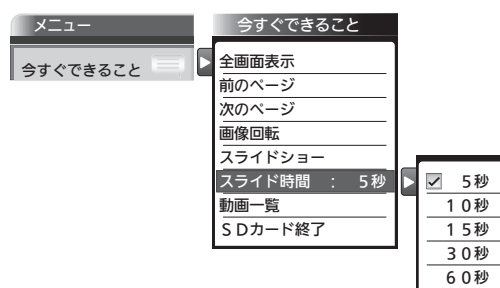 メニュー
今すぐできること
今すぐできること
全画面表示
前のページ
次のページ
画像回転
スライドショー
スライド時間 : 5秒
動画一覧
SDカード終了
5秒
10秒
15秒
30秒
60秒